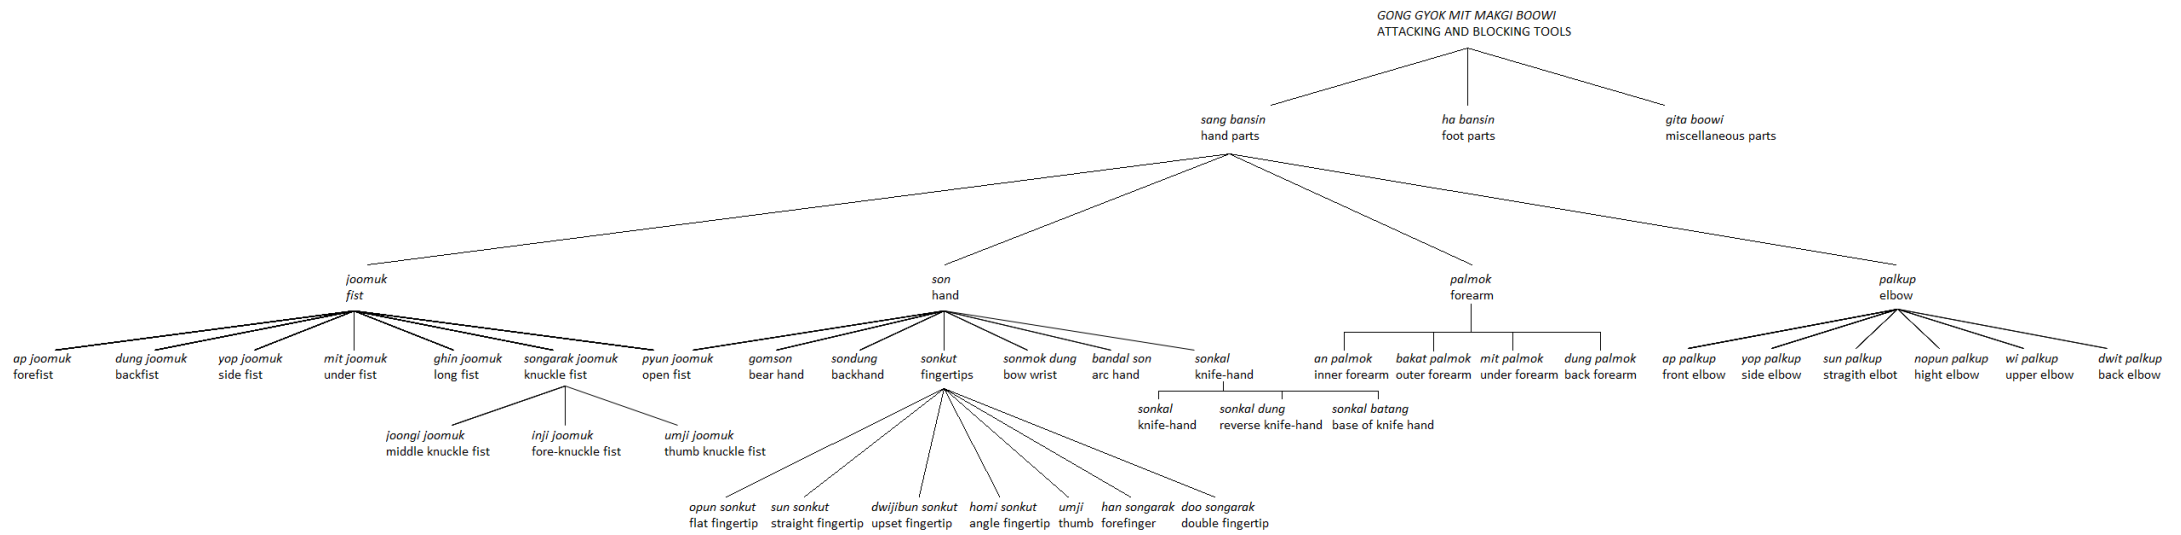 GONG GYOK MIT MAKGI BOOWI
ATTACKING AND BLOCKING TOOLS
sang bansin
hand parts
ha bansin
foot parts
gita boowi
miscellaneous parts
joomuk
fist
son
hand
palmok
forearm
palkup
elbow
ap joomuk
forefist
dung joomuk
backfist
yop joomuk
side fist
mit joomuk
under fist
ghin joomuk
long fist
songarak joomuk
knuckle fist
pyun joomuk
open fist
gomson
bear hand
sondung
backhand
sonkut
fingertips
sonmok dung
bow wrist
bandal son
arc hand
sonkal
knife-hand
an palmok
inner forearm
bakat palmok
outer forearm
mit palmok
under forearm
dung palmok
back forearm
ap palkup
front elbow
yop palkup
side elbow
sun palkup
stragith elbot
nopun palkup
hight elbow
wi palkup
upper elbow
dwit palkup
back elbow
joongi joomuk
middle knuckle fist
inji joomuk
fore-knuckle fist
umji joomuk
thumb knuckle fist
sonkal
knife-hand
sonkal dung
reverse knife-hand
sonkal batang
base of knife hand
opun sonkut
flat fingertip
sun sonkut
straight fingertip
dwijibun sonkut
upset fingertip
homi sonkut
angle fingertip
umji
thumb
han songarak
forefinger
doo songarak
double fingertip